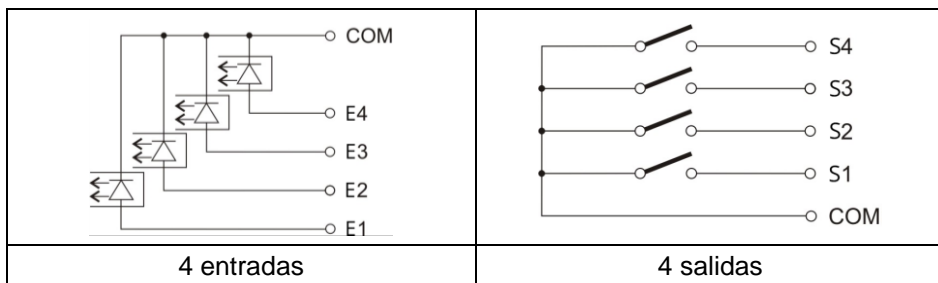 COM
E4
E3
E2
E1
S4
S3
S2
S1
COM
4 entradas
4 salidas